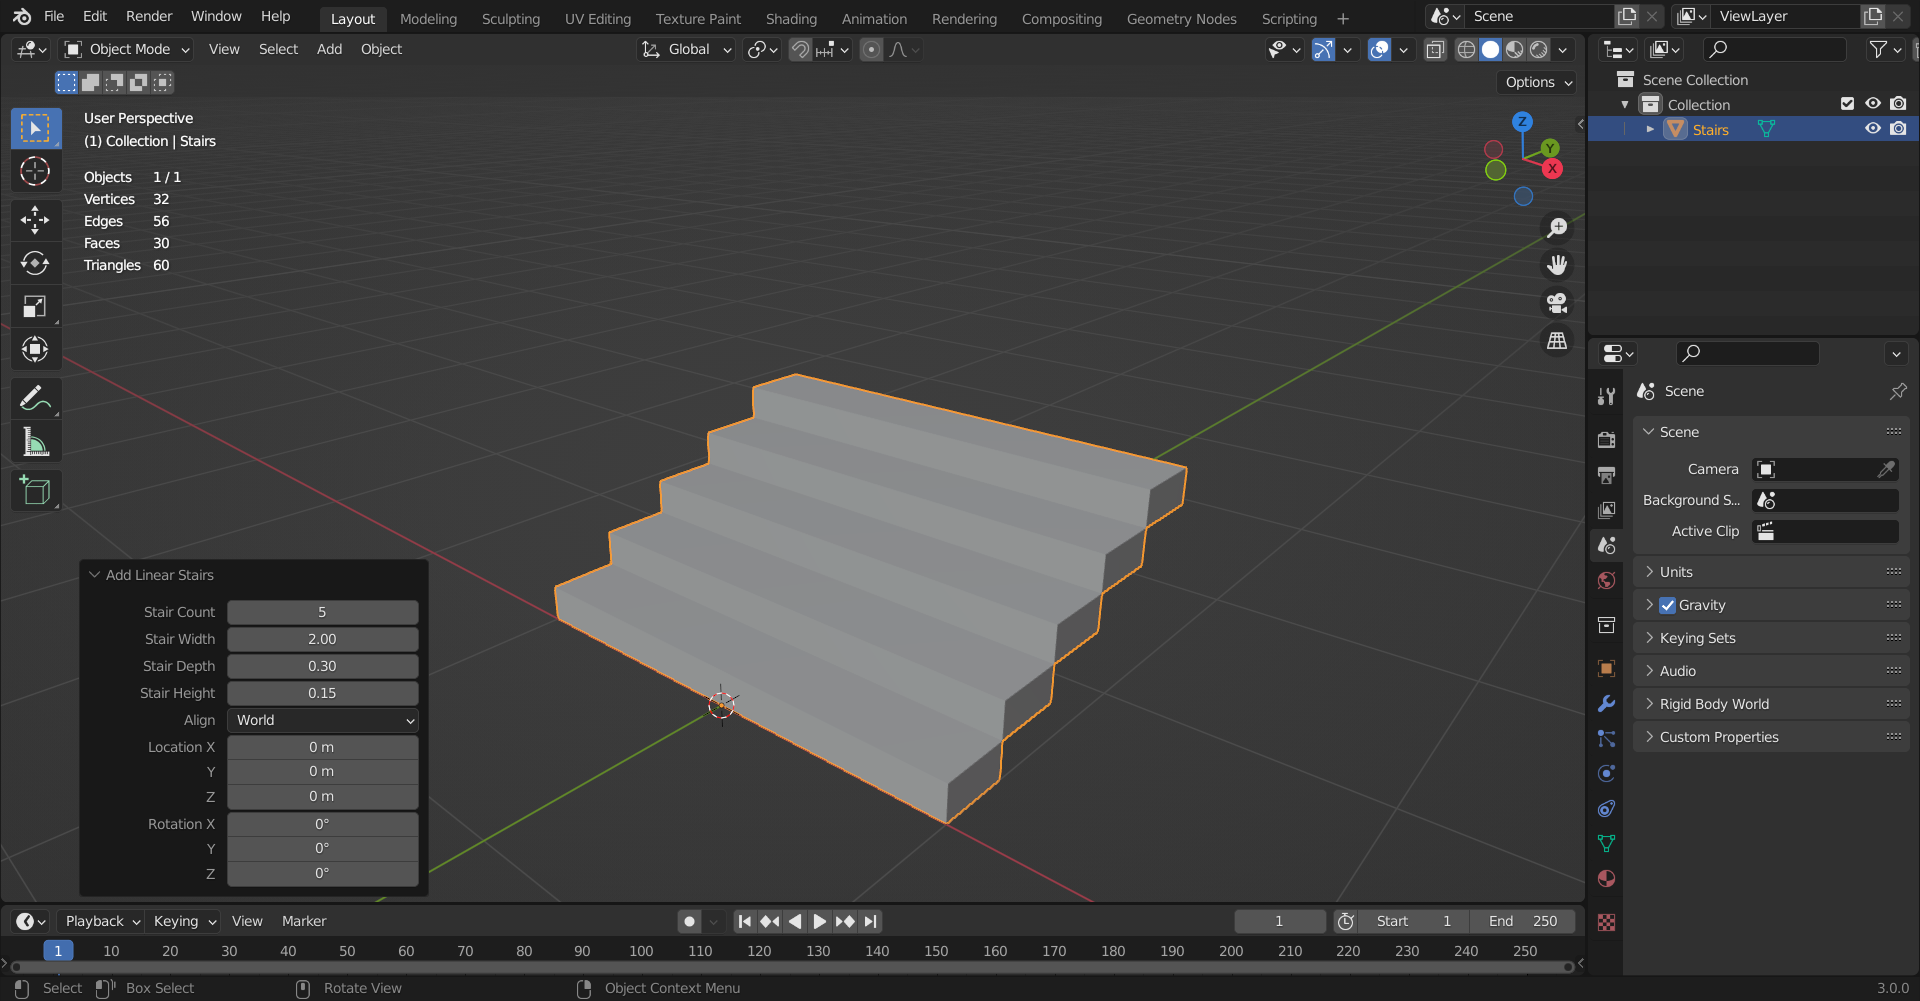 File Edit Render Window Help Layout Modeling Sculpting UV Editing Texture Paint Shading Animation Rendering Compositing Geometry Nodes Scripting + Scene ViewLayer
Object Mode View Select Add Object Global
Options
User Perspective
(1) Collection | Stairs
Objects 1 / 1
Vertices 32
Edges 56
Faces 30
Triangles 60
Z
Y
X
Add Linear Stairs
Stair Count 5
Stair Width 2.00
Stair Depth 0.30
Stair Height 0.15
Align World
Location X 0 m
Y 0 m
Z 0 m
Rotation X 0°
Y 0°
Z 0°
Scene Collection
Collection
Stairs
Scene
Scene
Camera
Background S...
Active Clip
Units
Gravity
Keying Sets
Audio
Rigid Body World
Custom Properties
Playback Keying View Marker 1 Start 1 End 250
1 10 20 30 40 50 60 70 80 90 100 110 120 130 140 150 160 170 180 190 200 210 220 230 240 250
Select Box Select Rotate View Object Context Menu 3.0.0